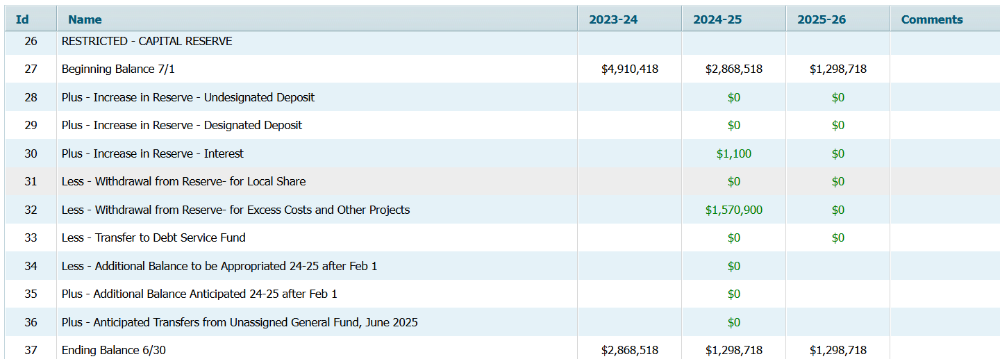 Id Name 2023-24 2024-25 2025-26 Comments
26 RESTRICTED - CAPITAL RESERVE
27 Beginning Balance 7/1 $4,910,418 $2,868,518 $1,298,718
28 Plus - Increase in Reserve - Undesignated Deposit $0 $0
29 Plus - Increase in Reserve - Designated Deposit $0 $0
30 Plus - Increase in Reserve - Interest $1,100 $0
31 Less - Withdrawal from Reserve- for Local Share $0 $0
32 Less - Withdrawal from Reserve- for Excess Costs and Other Projects $1,570,900 $0
33 Less - Transfer to Debt Service Fund $0 $0
34 Less - Additional Balance to be Appropriated 24-25 after Feb 1 $0
35 Plus - Additional Balance Anticipated 24-25 after Feb 1 $0
36 Plus - Anticipated Transfers from Unassigned General Fund, June 2025 $0
37 Ending Balance 6/30 $2,868,518 $1,298,718 $1,298,718